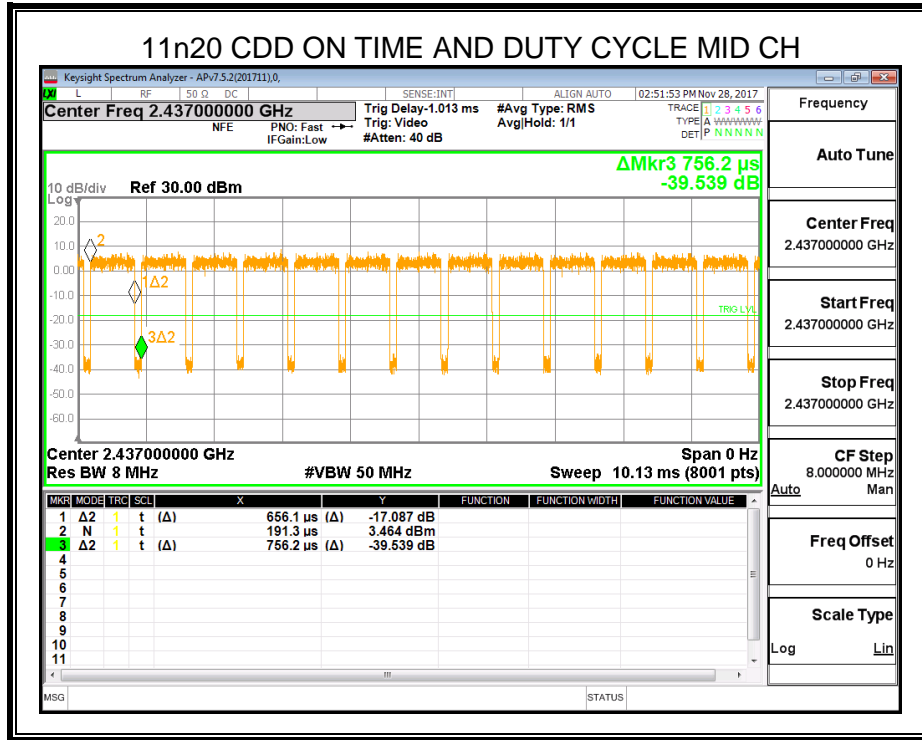 11n20 CDD ON TIME AND DUTY CYCLE MID CH
Keysight Spectrum Analyzer - APv7.5.2(201711),0,
LXI L RF 50 Ω DC SENSE:INT ALIGN AUTO 02:51:53 PM Nov 28, 2017
Center Freq 2.437000000 GHz
NFE
PNO: Fast
IFGain:Low
Trig Delay-1.013 ms
Trig: Video
#Atten: 40 dB
#Avg Type: RMS
Avg|Hold: 1/1
TRACE 1 2 3 4 5 6
TYPE A WWWWW
DET P N N N N N
ΔMkr3 756.2 µs
-39.539 dB
10 dB/div Ref 30.00 dBm
Log
20.0
10.0
0.00
-10.0
-20.0
-30.0
-40.0
-50.0
-60.0
2
1Δ2
3Δ2
TRIG LVL
Center 2.437000000 GHz Span 0 Hz
Res BW 8 MHz #VBW 50 MHz Sweep 10.13 ms (8001 pts)
MKR MODE TRC SCL X Y FUNCTION FUNCTION WIDTH FUNCTION VALUE
1 Δ2 1 t (Δ) 656.1 µs (Δ) -17.087 dB
2 N 1 t 191.3 µs 3.464 dBm
3 Δ2 1 t (Δ) 756.2 µs (Δ) -39.539 dB
4
5
6
7
8
9
10
11
MSG STATUS
Frequency
Auto Tune
Center Freq
2.437000000 GHz
Start Freq
2.437000000 GHz
Stop Freq
2.437000000 GHz
CF Step
8.000000 MHz
Auto Man
Freq Offset
0 Hz
Scale Type
Log Lin